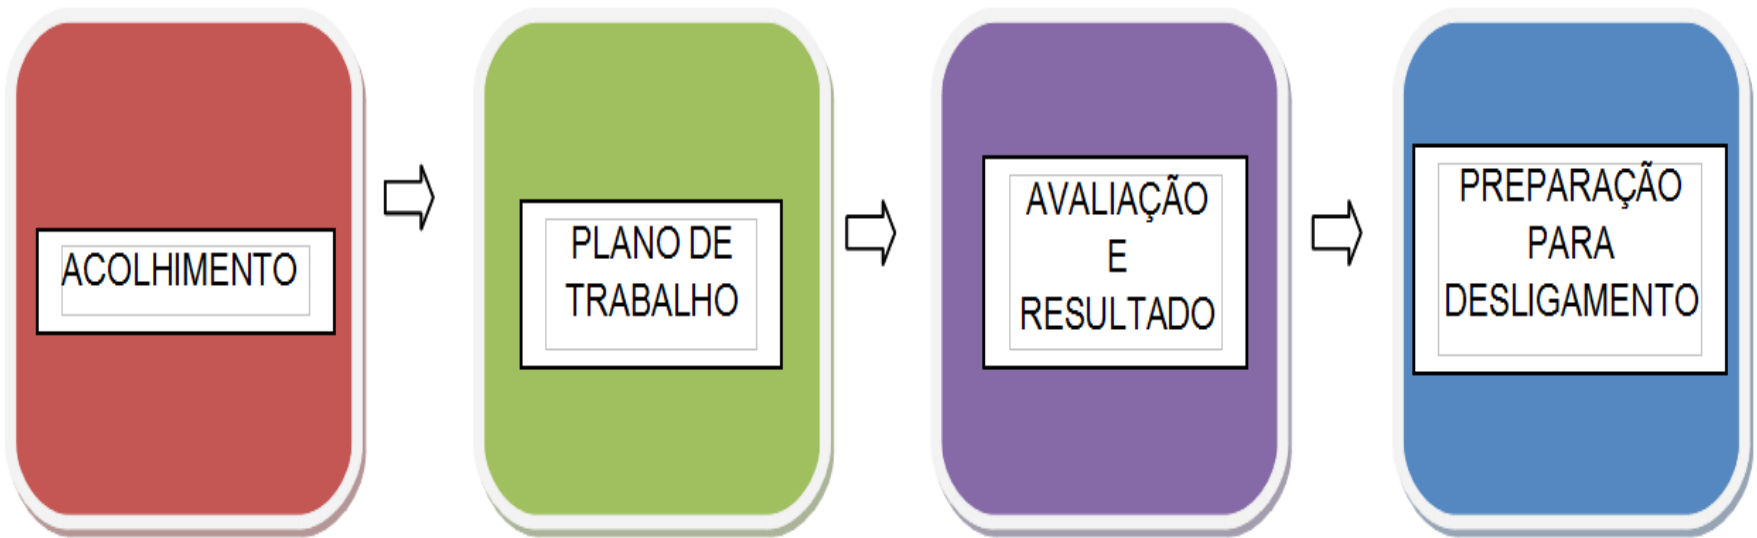 ACOLHIMENTO
PLANO DE
TRABALHO
AVALIAÇÃO
E
RESULTADO
PREPARAÇÃO
PARA
DESLIGAMENTO